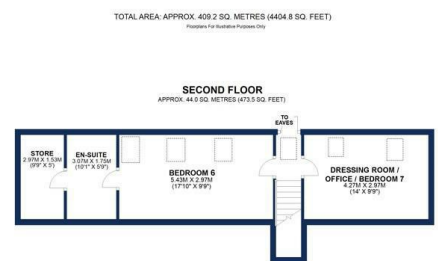 TOTAL AREA: APPROX. 409.2 SQ. METRES (4404.8 SQ. FEET)
Floorplans For Illustrative Purposes Only
SECOND FLOOR
APPROX. 44.0 SQ. METRES (473.5 SQ. FEET)
TO
EAVES
STORE
2.97M X 1.53M
(9'9" X 5')
EN-SUITE
3.07M X 1.75M
(10'1" X 5'9")
BEDROOM 6
5.43M X 2.97M
(17'10" X 9'9")
DRESSING ROOM /
OFFICE / BEDROOM 7
4.27M X 2.97M
(14' X 9'9")